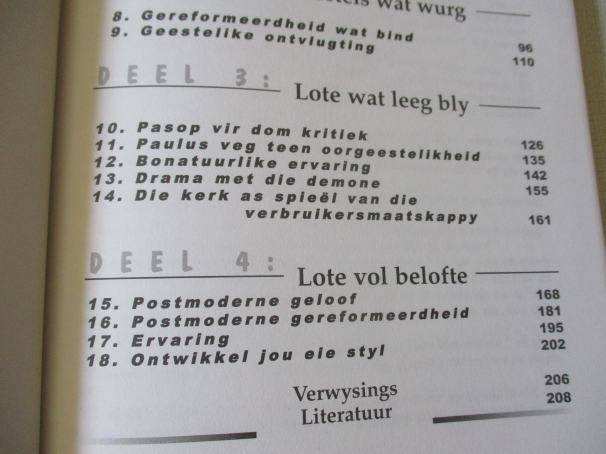 wat wurg
8. Gereformeerdheid wat bind 96
9. Geestelike ontvlugting 110
DEEL 3:
Lote wat leeg bly
10. Pasop vir dom kritiek 126
11. Paulus veg teen oorgeestelikheid 135
12. Bonatuurlike ervaring 142
13. Drama met die demone 155
14. Die kerk as spieël van die
verbruikersmaatskappy 161
DEEL 4:
Lote vol belofte
15. Postmoderne geloof 168
16. Postmoderne gereformeerdheid 181
17. Ervaring 195
18. Ontwikkel jou eie styl 202
Verwysings 206
Literatuur 208